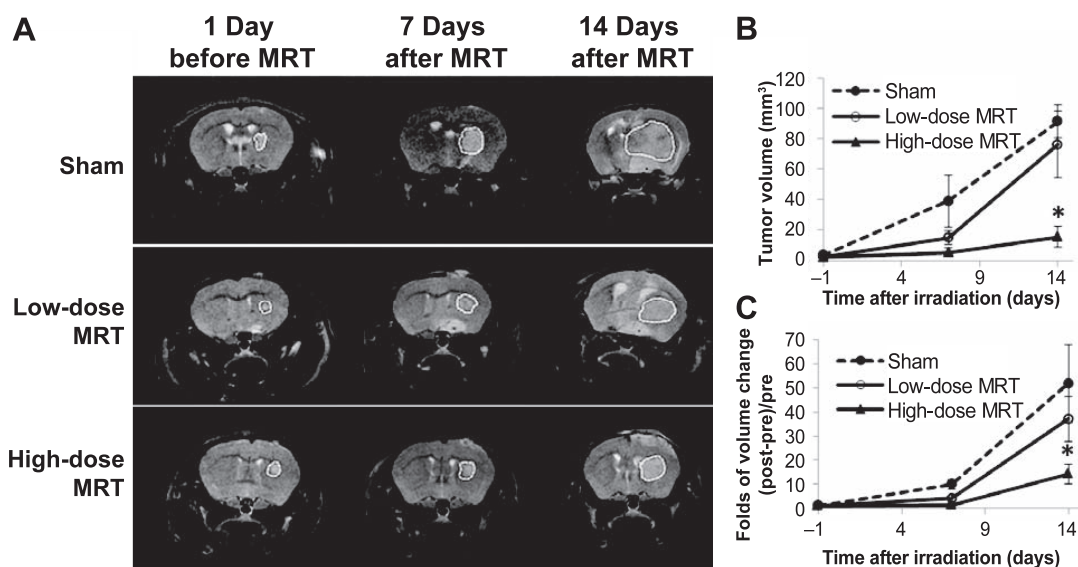 A
1 Day
before MRT
7 Days
after MRT
14 Days
after MRT
Sham
Low-dose
MRT
High-dose
MRT
B
Tumor volume (mm³)
120
100
80
60
40
20
0
–1
4
9
14
Sham
Low-dose MRT
High-dose MRT
*
Time after irradiation (days)
C
Folds of volume change
(post-pre)/pre
70
60
50
40
30
20
10
0
–1
4
9
14
Sham
Low-dose MRT
High-dose MRT
*
Time after irradiation (days)